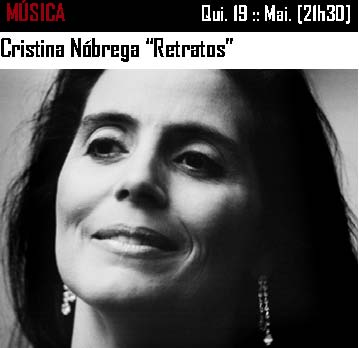 MÚSICA Qui. 19 :: Mai. [21h30]
Cristina Nóbrega “Retratos”